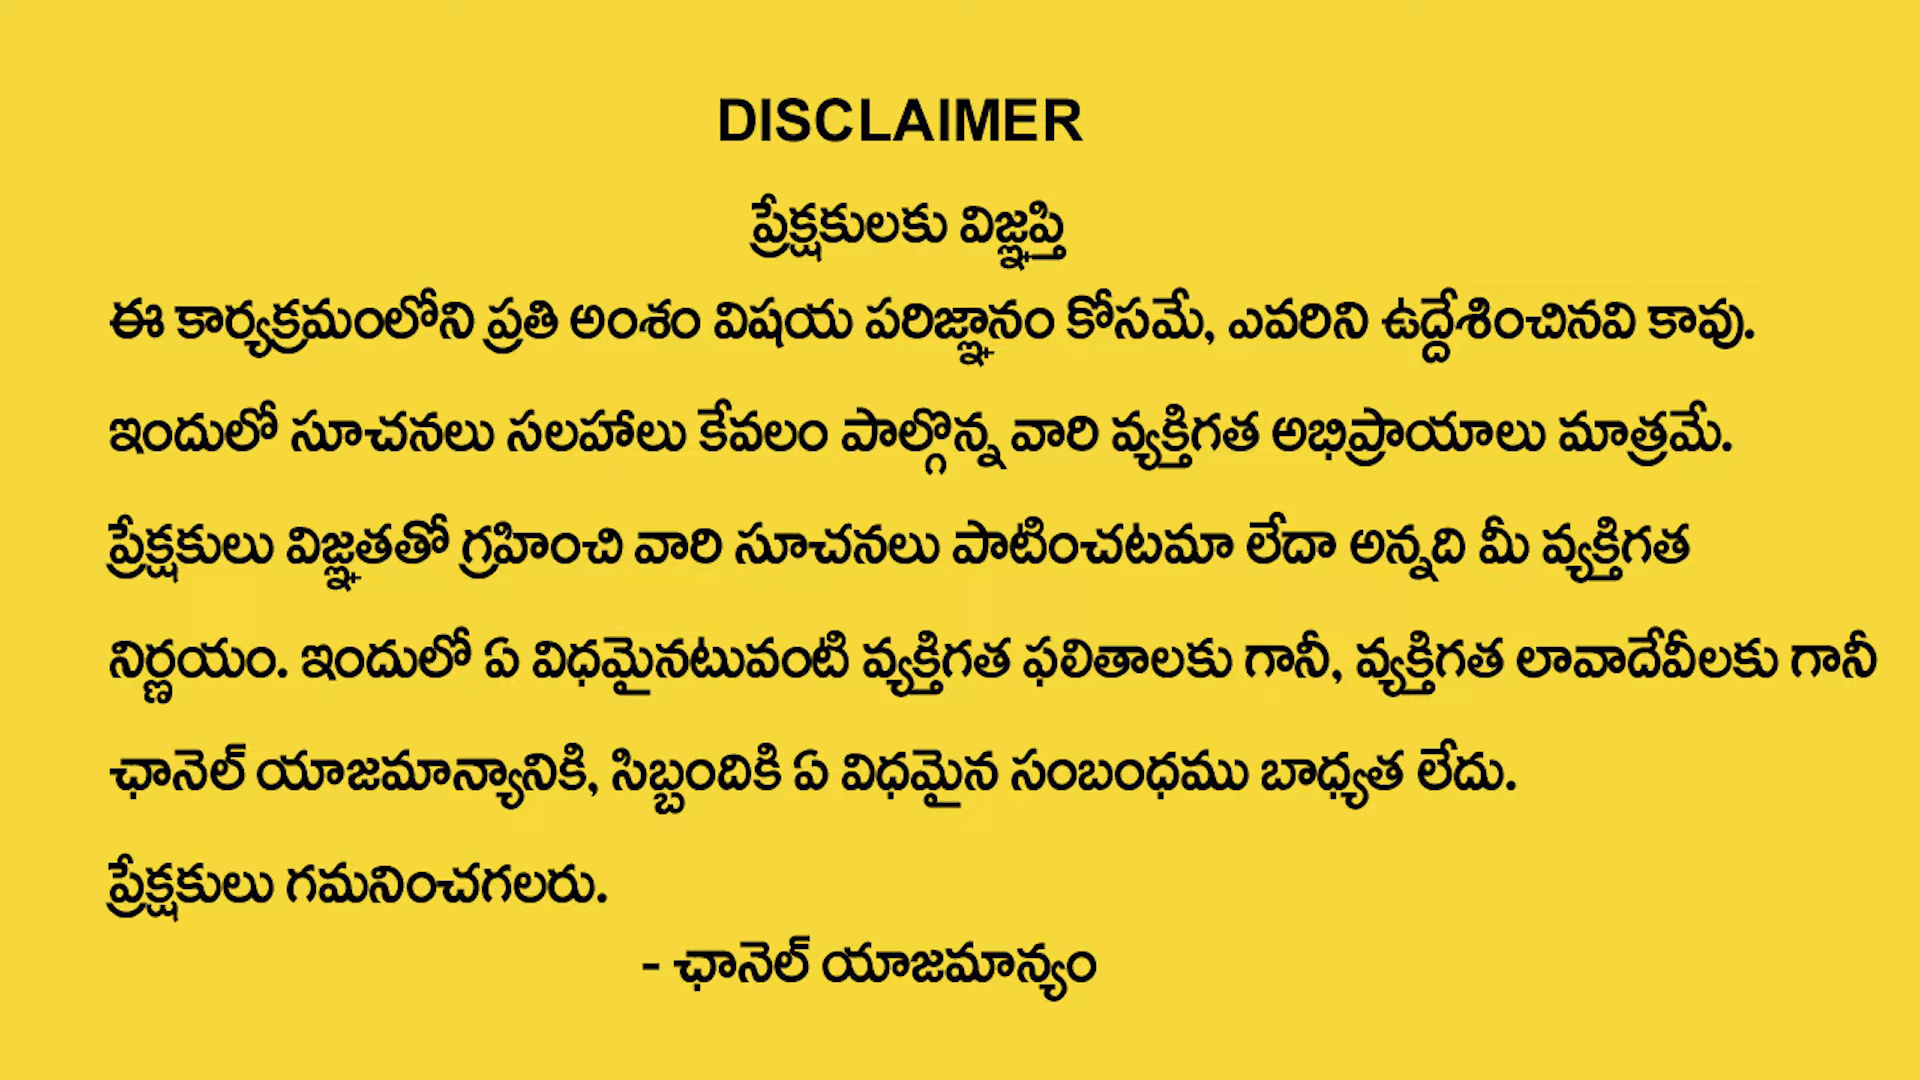 DISCLAIMER
ప్రేక్షకులకు విజ్ఞప్తి
ఈ కార్యక్రమంలోని ప్రతి అంశం విషయ పరిజ్ఞానం కోసమే, ఎవరిని ఉద్దేశించినవి కావు.
ఇందులో సూచనలు సలహాలు కేవలం పాల్గొన్న వారి వ్యక్తిగత అభిప్రాయాలు మాత్రమే.
ప్రేక్షకులు విజ్ఞతతో గ్రహించి వారి సూచనలు పాటించటమా లేదా అన్నది మీ వ్యక్తిగత
నిర్ణయం. ఇందులో ఏ విధమైనటువంటి వ్యక్తిగత ఫలితాలకు గానీ, వ్యక్తిగత లావాదేవీలకు గానీ
ఛానెల్ యాజమాన్యానికి, సిబ్బందికి ఏ విధమైన సంబంధము బాధ్యత లేదు.
ప్రేక్షకులు గమనించగలరు.
- ఛానెల్ యాజమాన్యం